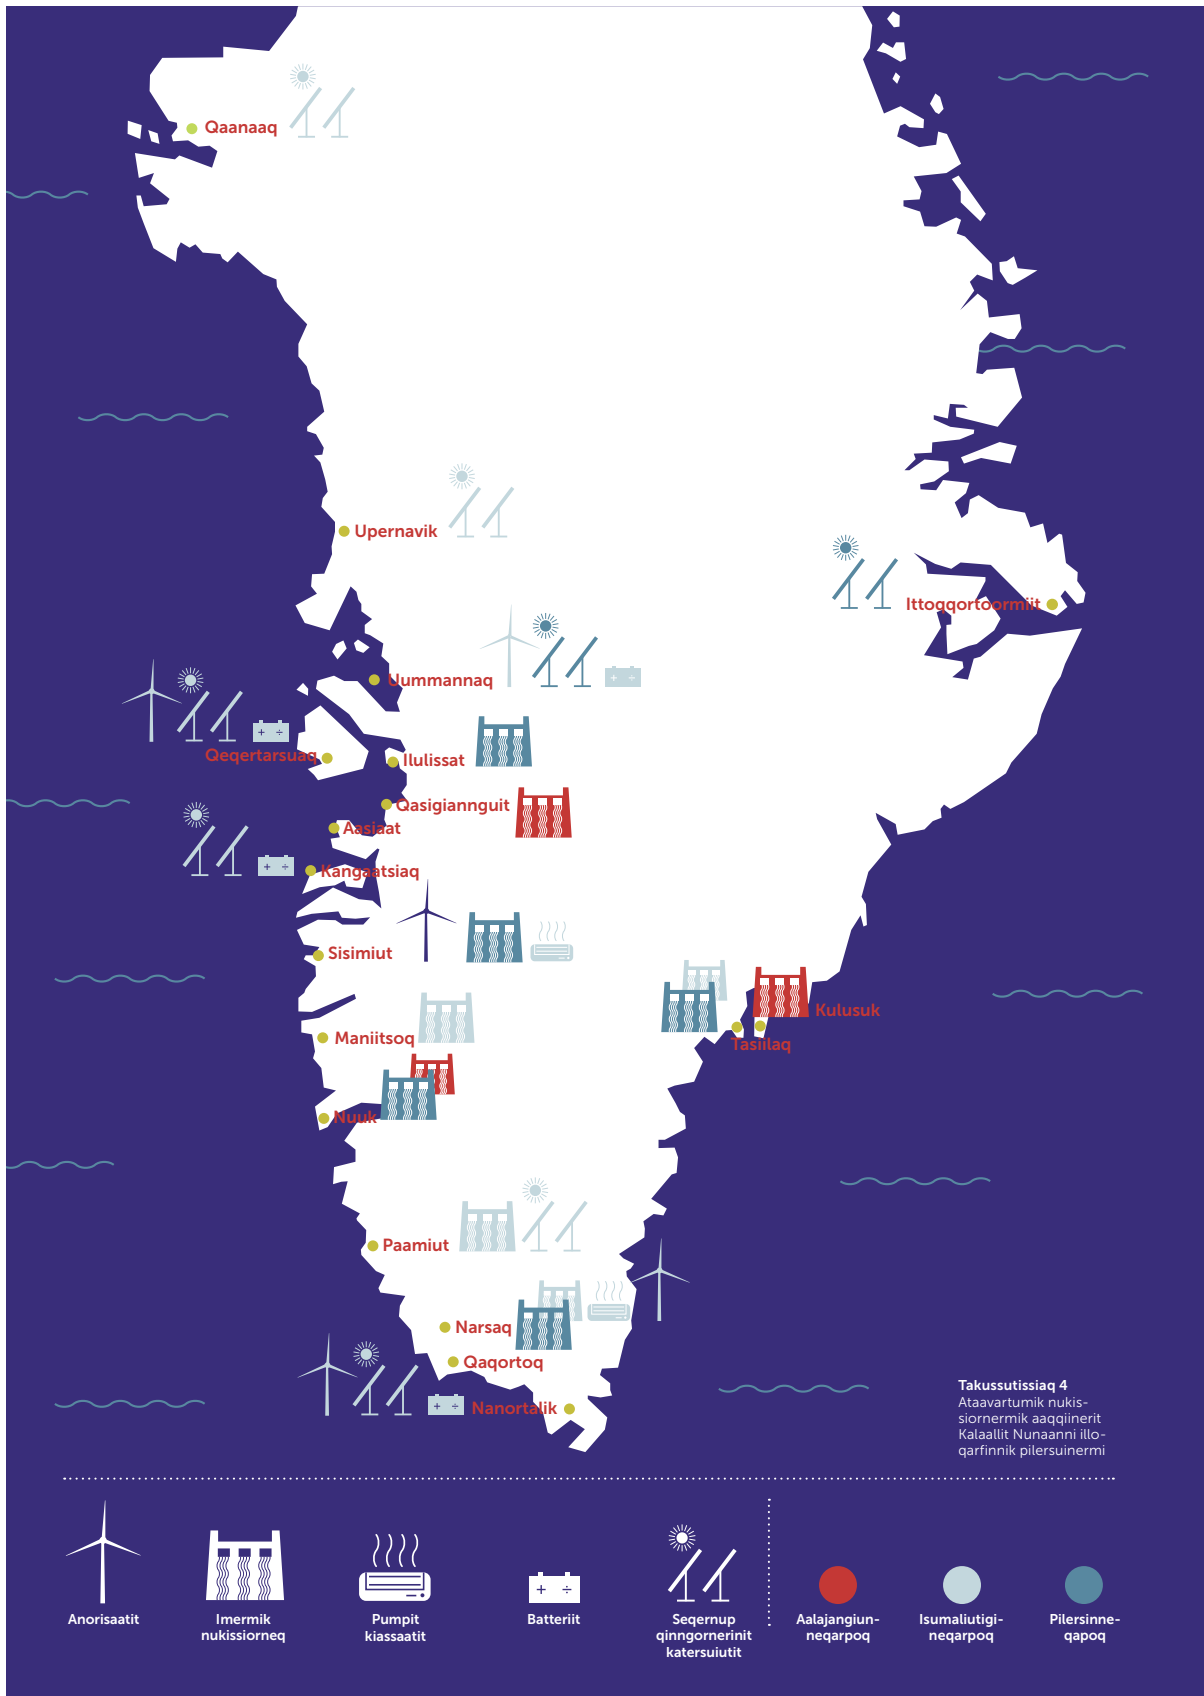 Qaanaaq
Upernavik
Ittoqqortoormiit
Uummannaq
Qeqertarsuaq
Ilulissat
Qasigiannguit
Aasiaat
Kangaatsiaq
Sisimiut
Kulusuk
Maniitsoq
Tasiilaq
Nuuk
Paamiut
Narsaq
Qaqortoq
Nanortalik
Takussutissiaq 4
Ataavartumik nukis-
siornermik aaqqiinerit
Kalaallit Nunaanni illo-
qarfinnik pilersuinermi
Anorisaatit
Imermik
nukissiorneq
Pumpit
kiassaatit
Batteriit
Seqernup
qinngornerinit
katersuiutit
Aalajangiun-
neqarpoq
Isumaliutigi-
neqarpoq
Pilersinne-
qapoq